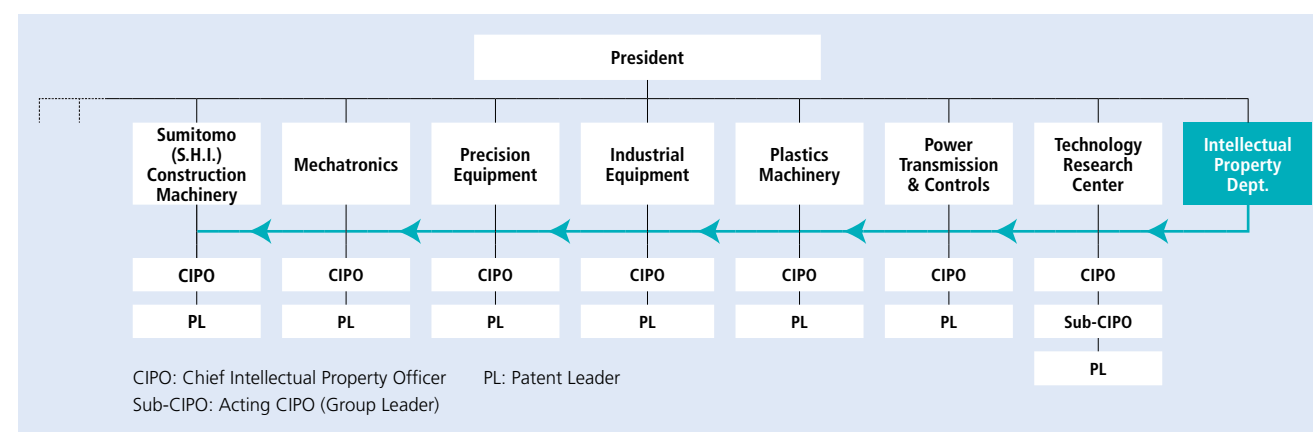 President
Sumitomo
(S.H.I.)
Construction
Machinery
Mechatronics
Precision
Equipment
Industrial
Equipment
Plastics
Machinery
Power
Transmission
& Controls
Technology
Research
Center
Intellectual
Property
Dept.
CIPO
CIPO
CIPO
CIPO
CIPO
CIPO
CIPO
PL
PL
PL
PL
PL
PL
Sub-CIPO
PL
CIPO: Chief Intellectual Property Officer PL: Patent Leader
Sub-CIPO: Acting CIPO (Group Leader)